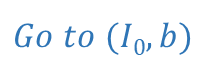 Go to (I₀, b)